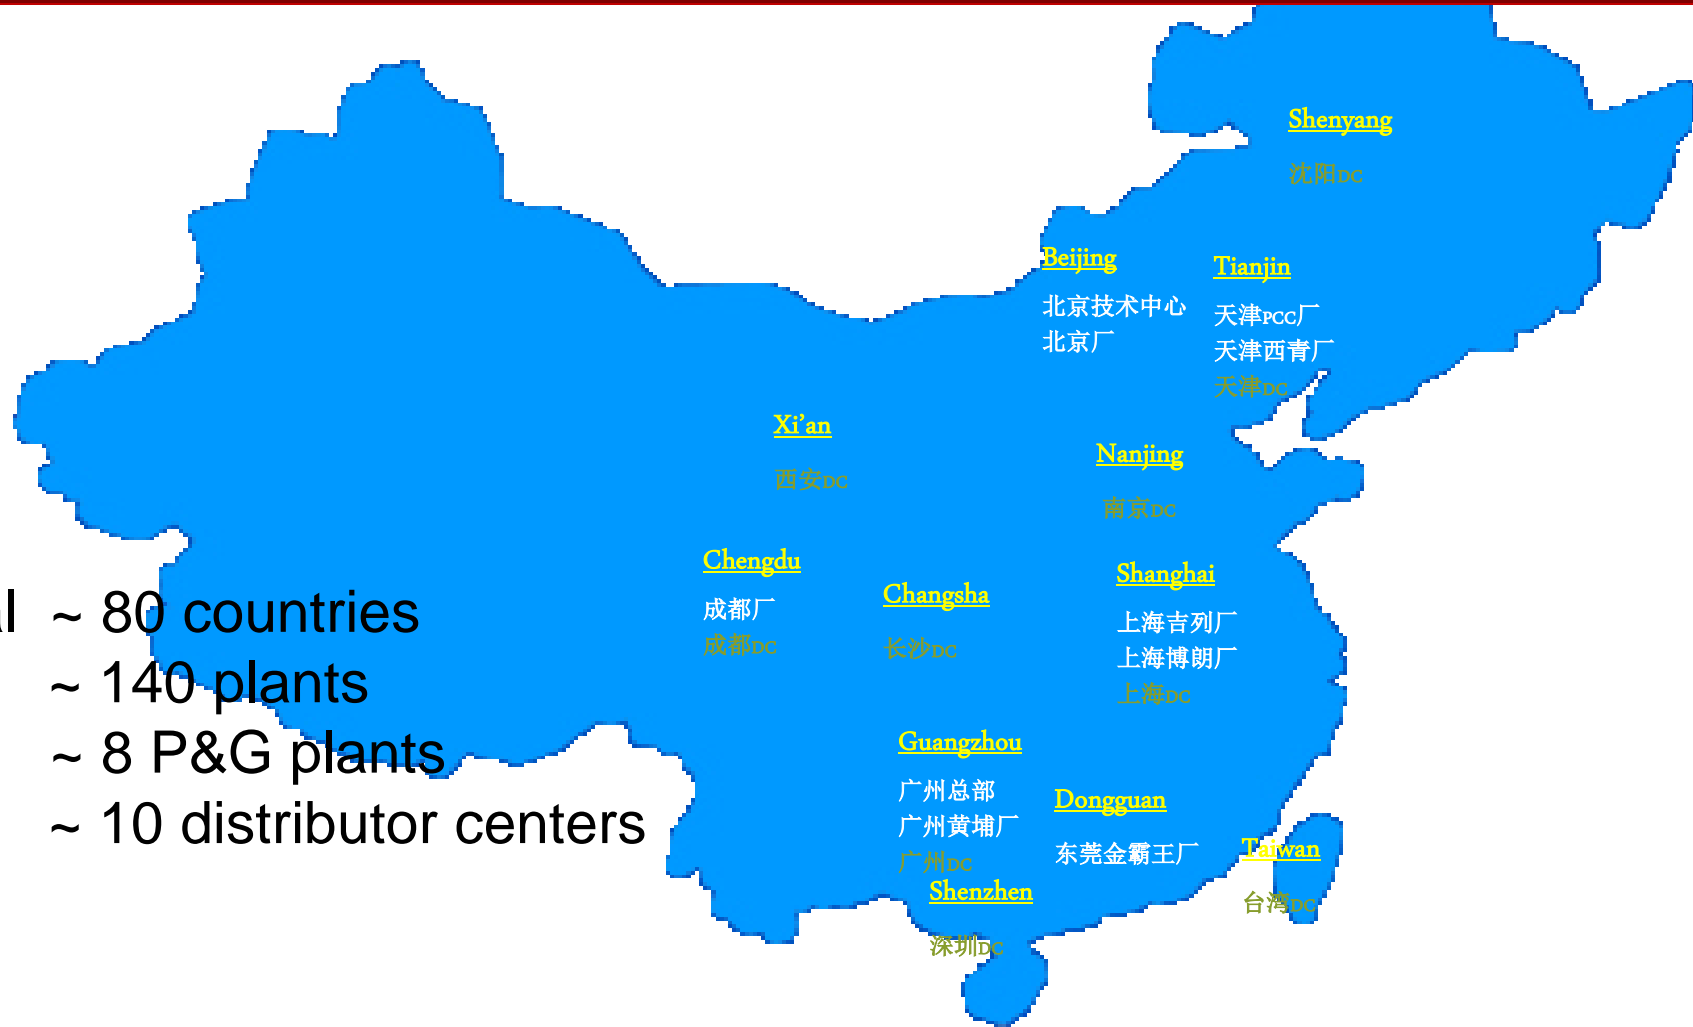 Shenyang
沈阳DC
Beijing
北京技术中心
北京厂
Tianjin
天津PCC厂
天津西青厂
天津DC
Xi’an
西安DC
Nanjing
南京DC
Chengdu
成都厂
成都DC
Changsha
长沙DC
Shanghai
上海吉列厂
上海博朗厂
上海DC
~ 80 countries
~ 140 plants
~ 8 P&G plants
~ 10 distributor centers
Guangzhou
广州总部
广州黄埔厂
广州DC
Dongguan
东莞金霸王厂
Taiwan
台湾DC
Shenzhen
深圳DC